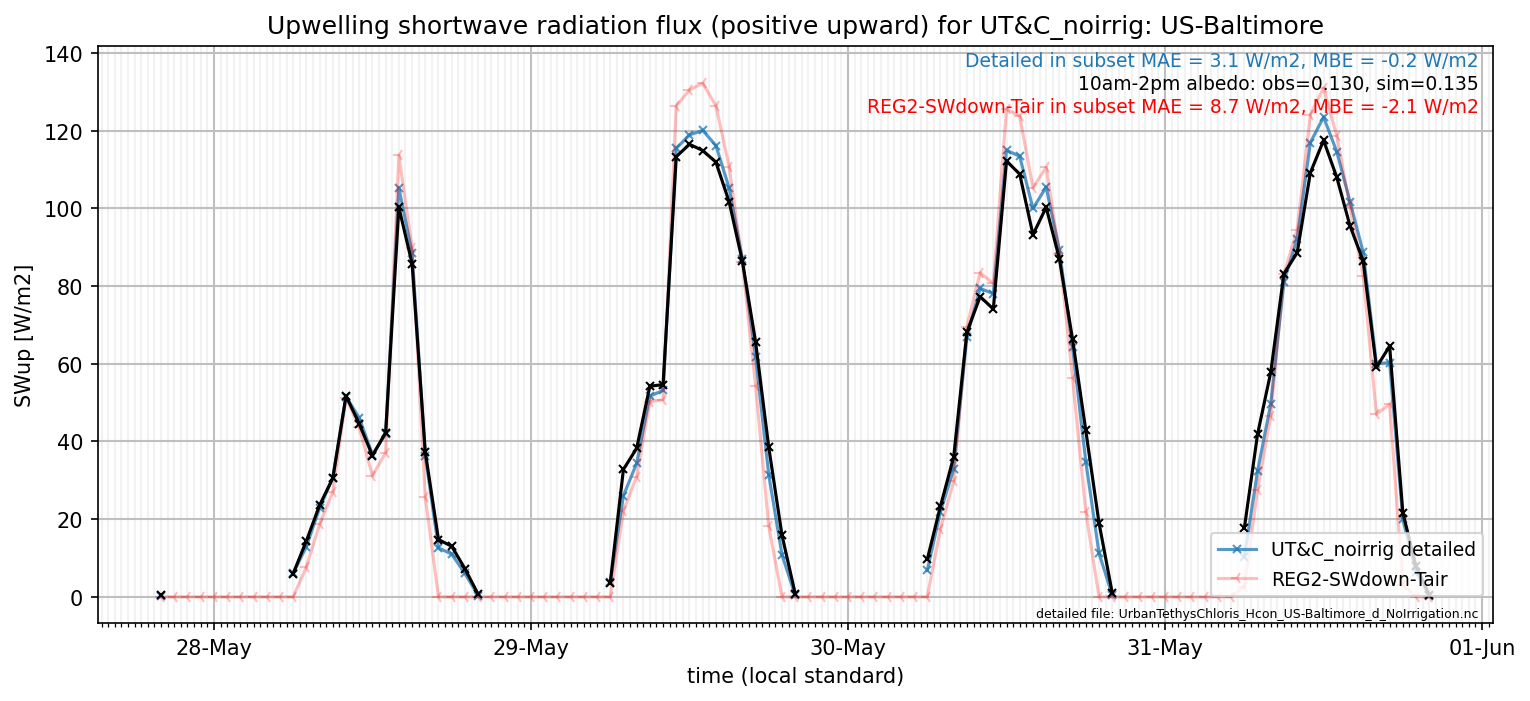 Upwelling shortwave radiation flux (positive upward) for UT&C_noirrig: US-Baltimore
Detailed in subset MAE = 3.1 W/m2, MBE = -0.2 W/m2
10am-2pm albedo: obs=0.130, sim=0.135
REG2-SWdown-Tair in subset MAE = 8.7 W/m2, MBE = -2.1 W/m2
SWup [W/m2]
140
120
100
80
60
40
20
0
UT&C_noirrig detailed
REG2-SWdown-Tair
detailed file: UrbanTethysChloris_Hcon_US-Baltimore_d_NoIrrigation.nc
28-May
29-May
30-May
31-May
01-Jun
time (local standard)